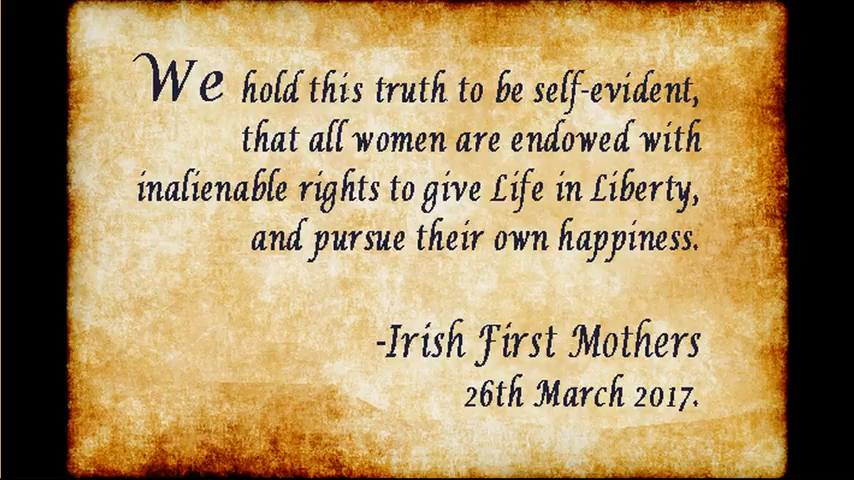 We hold this truth to be self-evident,
that all women are endowed with
inalienable rights to give Life in Liberty,
and pursue their own happiness.
-Irish First Mothers
26th March 2017.